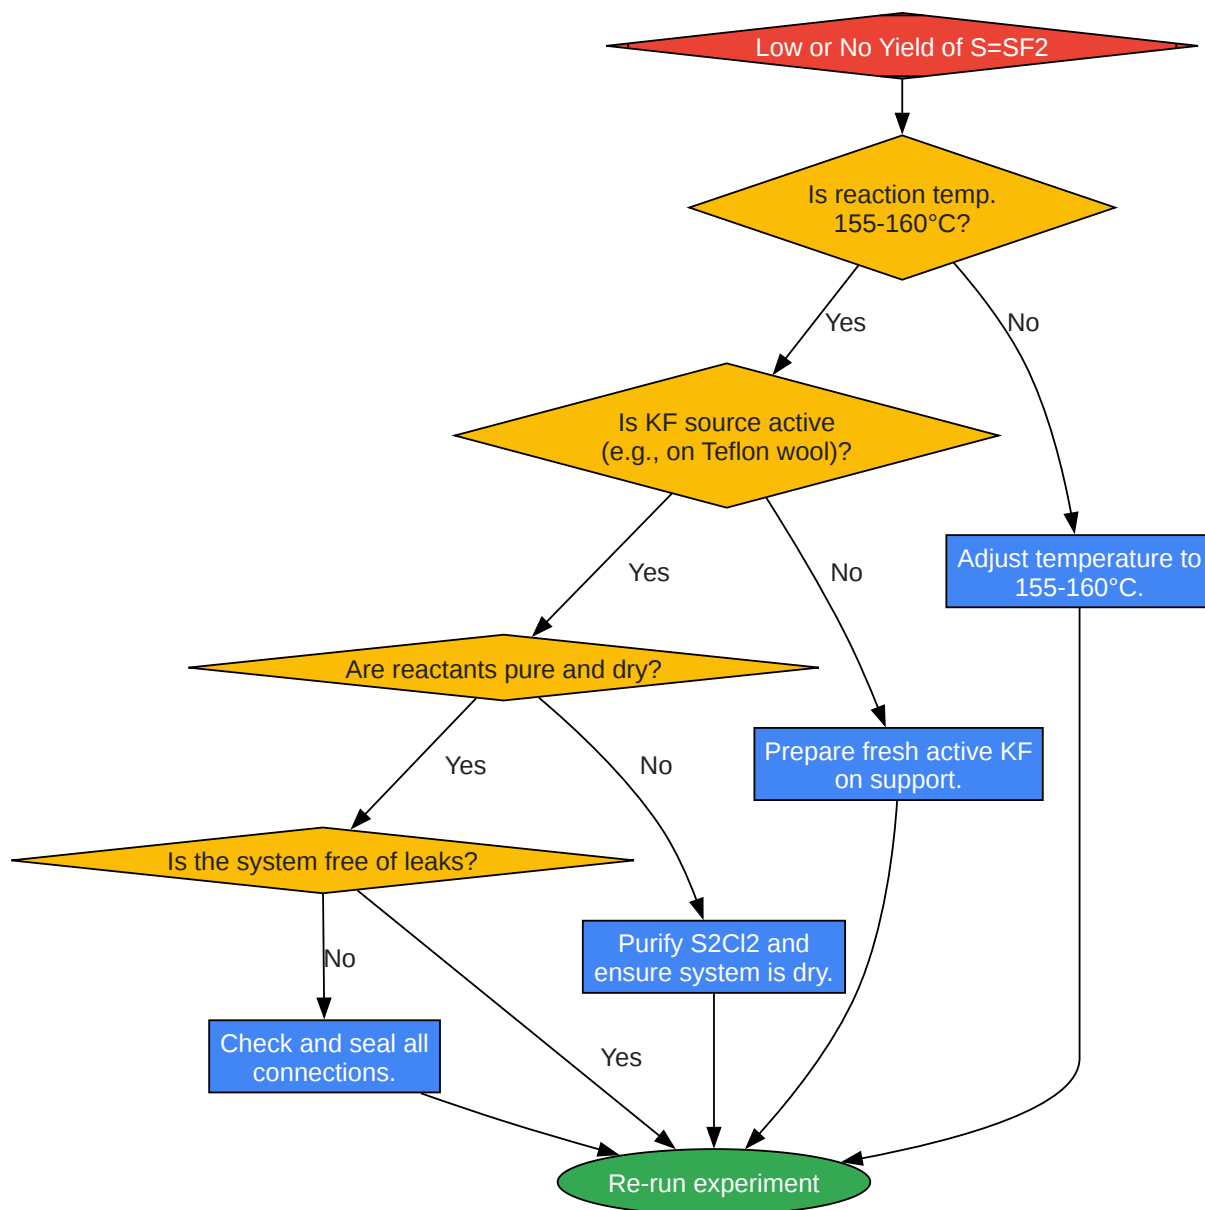 Low or No Yield of S=SF2
Is reaction temp.
155-160°C?
Yes
No
Is KF source active
(e.g., on Teflon wool)?
Yes
No
Adjust temperature to
155-160°C.
Are reactants pure and dry?
Yes
No
Prepare fresh active KF
on support.
Is the system free of leaks?
No
Yes
Purify S2Cl2 and
ensure system is dry.
Check and seal all
connections.
Re-run experiment